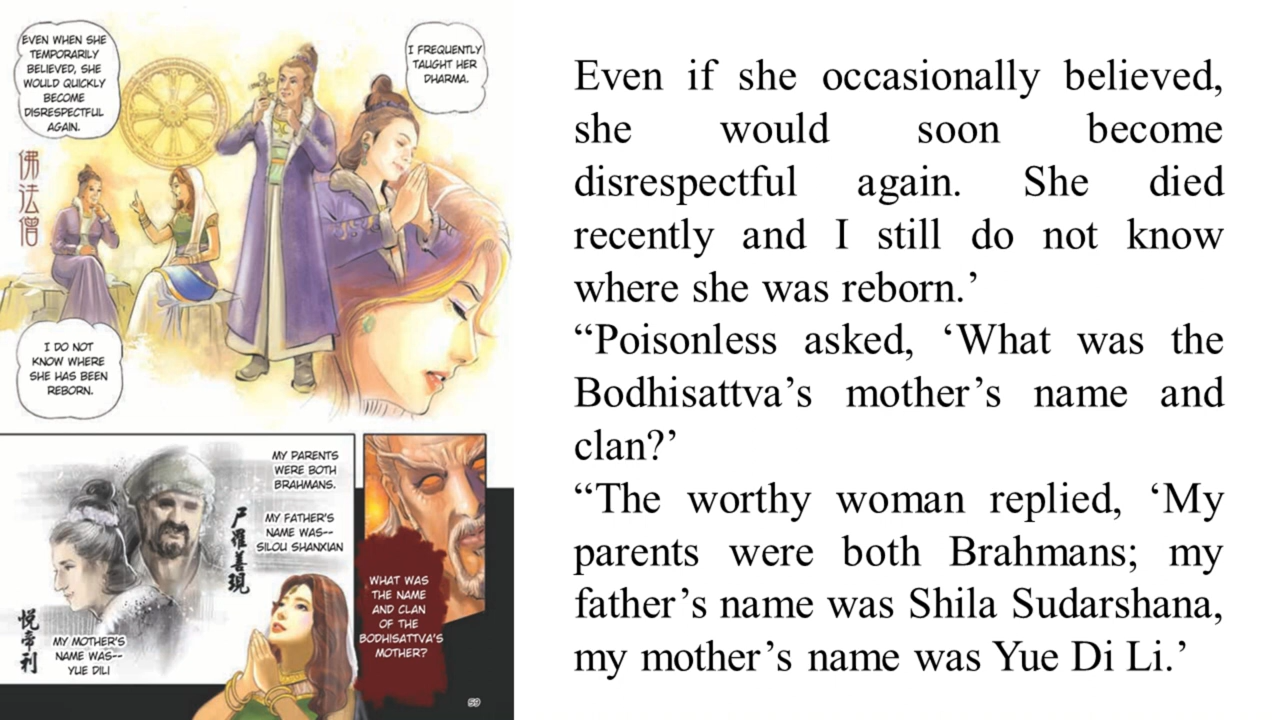 EVEN WHEN SHE
TEMPORARILY
BELIEVED, SHE
WOULD QUICKLY
BECOME
DISRESPECTFUL
AGAIN.
I FREQUENTLY
TAUGHT HER
DHARMA.
佛法僧
I DO NOT
KNOW WHERE
SHE HAS BEEN
REBORN.
MY PARENTS
WERE BOTH
BRAHMANS.
MY FATHER'S
NAME WAS--
SILOU SHANXIAN
尸羅善現
悅帝利
MY MOTHER'S
NAME WAS--
YUE DILI
WHAT WAS
THE NAME
AND CLAN
OF THE
BODHISATTVA'S
MOTHER?
59
Even if she occasionally believed,
she would soon become
disrespectful again. She died
recently and I still do not know
where she was reborn.’
“Poisonless asked, ‘What was the
Bodhisattva’s mother’s name and
clan?’
“The worthy woman replied, ‘My
parents were both Brahmans; my
father’s name was Shila Sudarshana,
my mother’s name was Yue Di Li.’